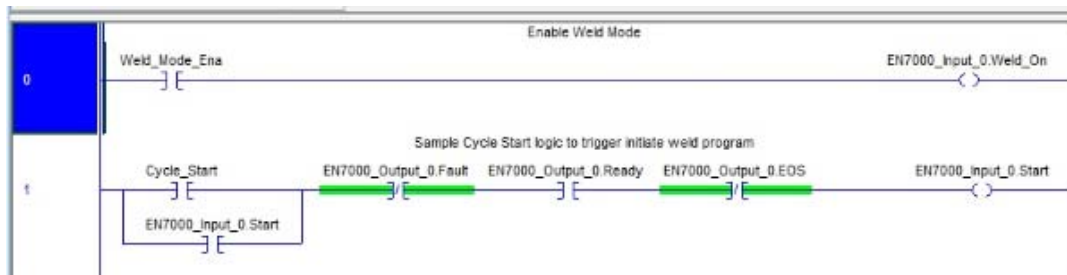 Enable Weld Mode
Weld_Mode_Ena EN7000_Input_0.Weld_On
0
Sample Cycle Start logic to trigger initiate weld program
Cycle_Start EN7000_Output_0.Fault EN7000_Output_0.Ready EN7000_Output_0.EOS EN7000_Input_0.Start
1
EN7000_Input_0.Start